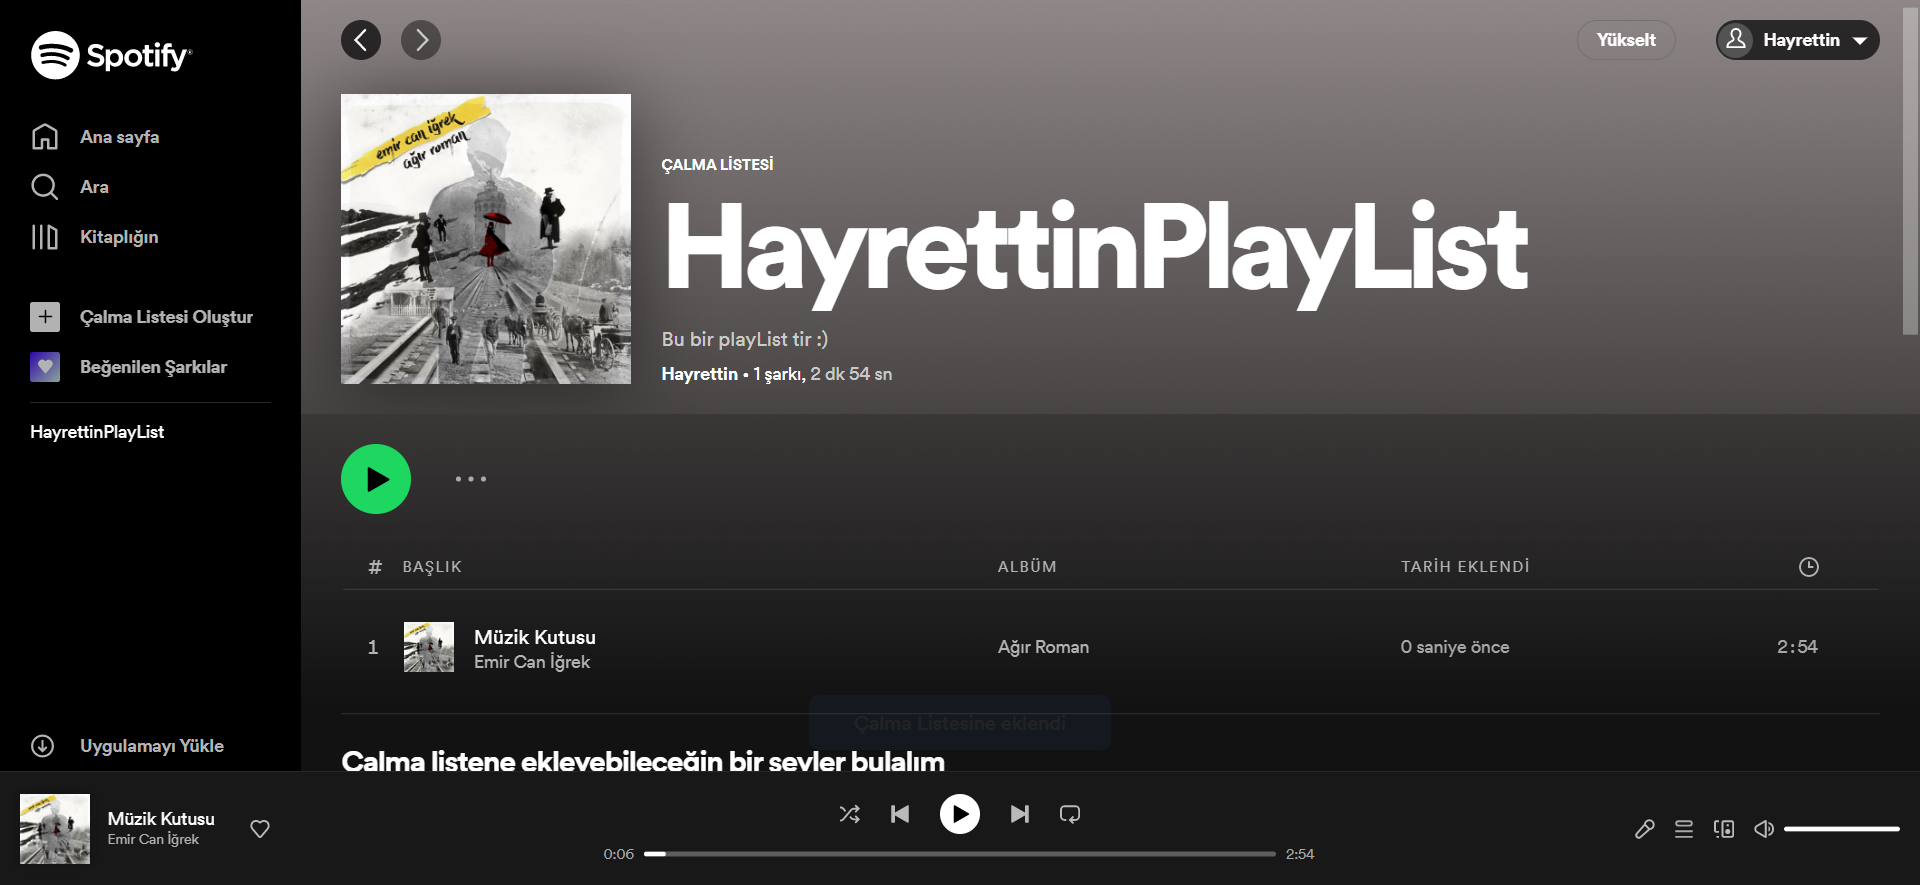 Spotify
Ana sayfa
Ara
Kitaplığın
Çalma Listesi Oluştur
Beğenilen Şarkılar
HayrettinPlayList
Uygulamayı Yükle
Yükselt
Hayrettin
emir can iğrek
ağır roman
ÇALMA LİSTESİ
HayrettinPlayList
Bu bir playList tir :)
Hayrettin • 1 şarkı, 2 dk 54 sn
# BAŞLIK ALBÜM TARİH EKLENDİ
1 Müzik Kutusu Ağır Roman 0 saniye önce 2:54
Emir Can İğrek
Çalma Listesine eklendi
Çalma listene ekleyebileceğin bir şeyler bulalım
Müzik Kutusu
Emir Can İğrek
0:06 2:54